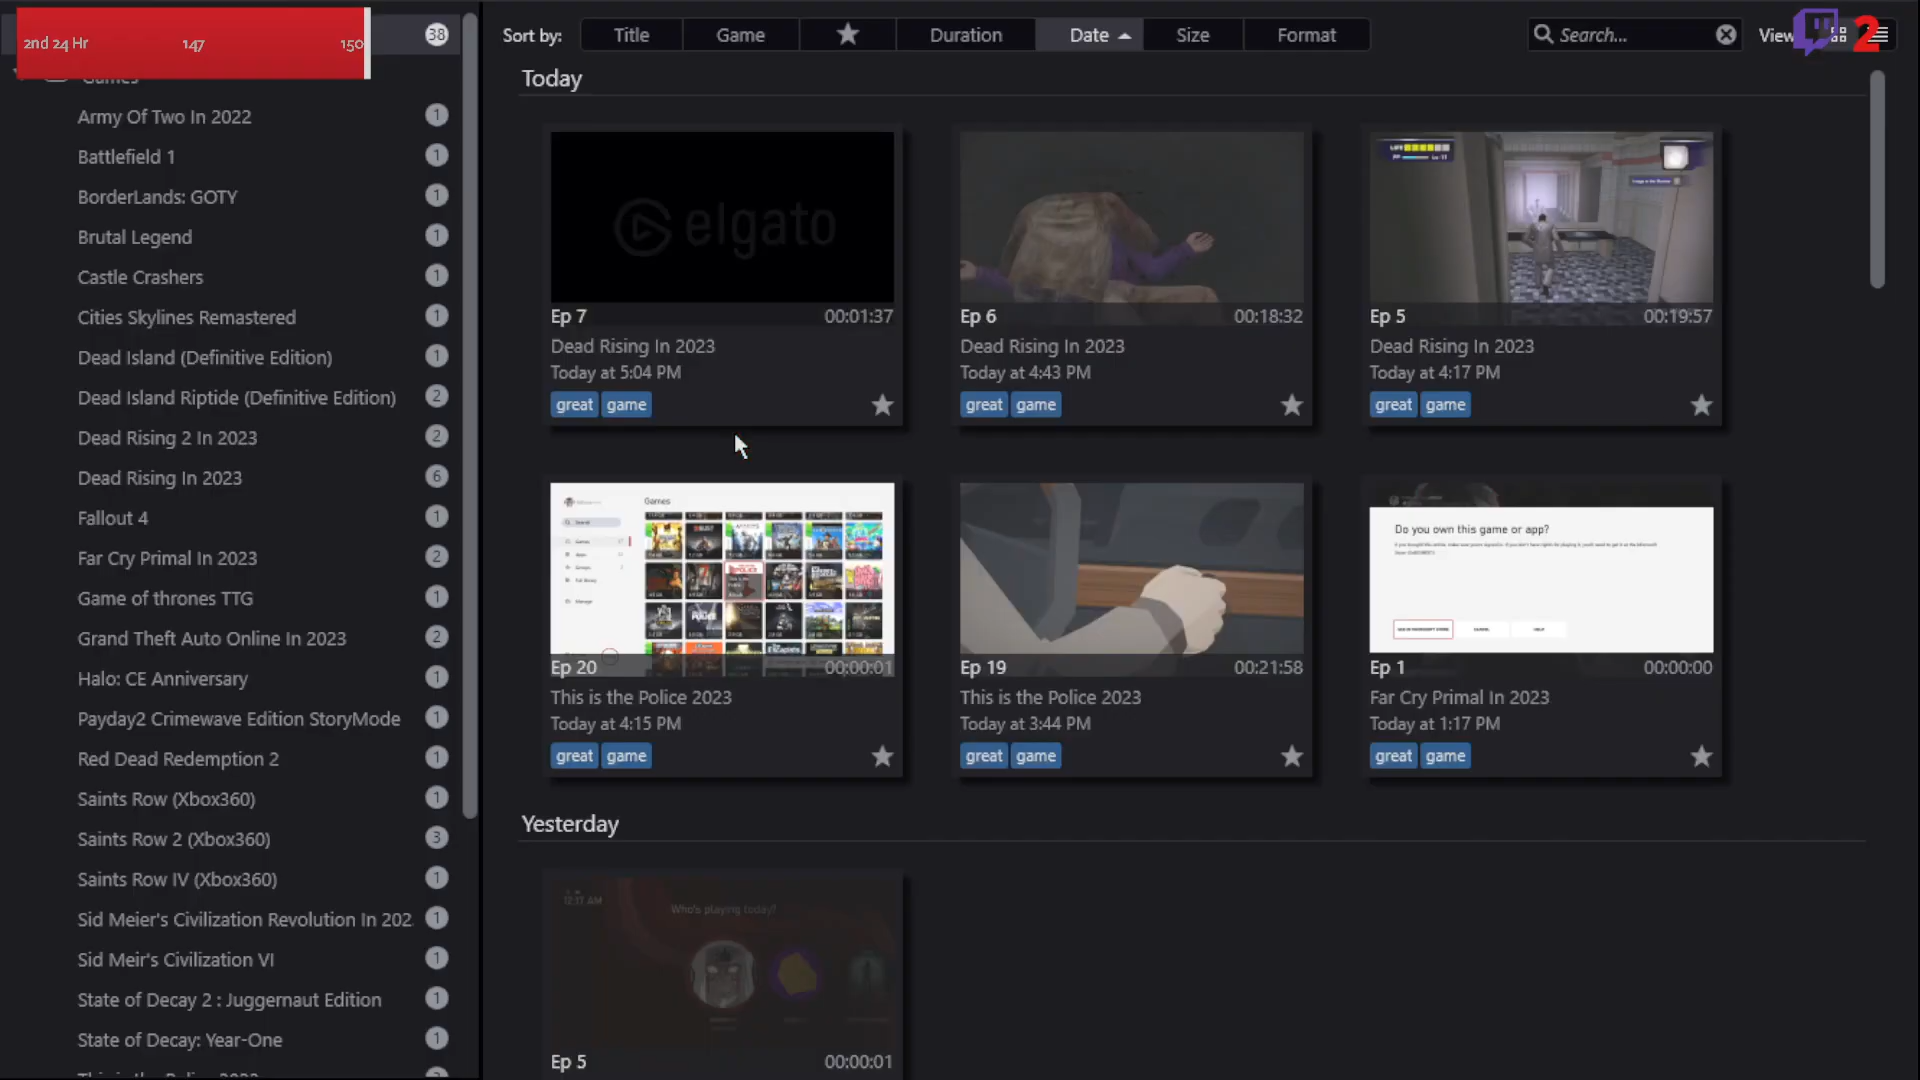 2nd 24 Hr 147 150
38
Games
Army Of Two In 2022 1
Battlefield 1 1
BorderLands: GOTY 1
Brutal Legend 1
Castle Crashers 1
Cities Skylines Remastered 1
Dead Island (Definitive Edition) 1
Dead Island Riptide (Definitive Edition) 2
Dead Rising 2 In 2023 2
Dead Rising In 2023 6
Fallout 4 1
Far Cry Primal In 2023 2
Game of thrones TTG 1
Grand Theft Auto Online In 2023 2
Halo: CE Anniversary 1
Payday2 Crimewave Edition StoryMode 1
Red Dead Redemption 2 1
Saints Row (Xbox360) 1
Saints Row 2 (Xbox360) 3
Saints Row IV (Xbox360) 1
Sid Meier's Civilization Revolution In 202 1
Sid Meir's Civilization VI 1
State of Decay 2 : Juggernaut Edition 1
State of Decay: Year-One 1
Sort by: Title Game Duration Date Size Format
Search...
View
2
Today
elgato
Ep 7 00:01:37
Dead Rising In 2023
Today at 5:04 PM
great game
Ep 6 00:18:32
Dead Rising In 2023
Today at 4:43 PM
great game
LIFE
PP
Ep 5 00:19:57
Dead Rising In 2023
Today at 4:17 PM
great game
Games
Ep 20 00:00:01
This is the Police 2023
Today at 4:15 PM
great game
Ep 19 00:21:58
This is the Police 2023
Today at 3:44 PM
great game
Do you own this game or app?
CANCEL
HELP
Ep 1 00:00:00
Far Cry Primal In 2023
Today at 1:17 PM
great game
Yesterday
12:17 AM
Who's playing today?
Ep 5 00:00:01